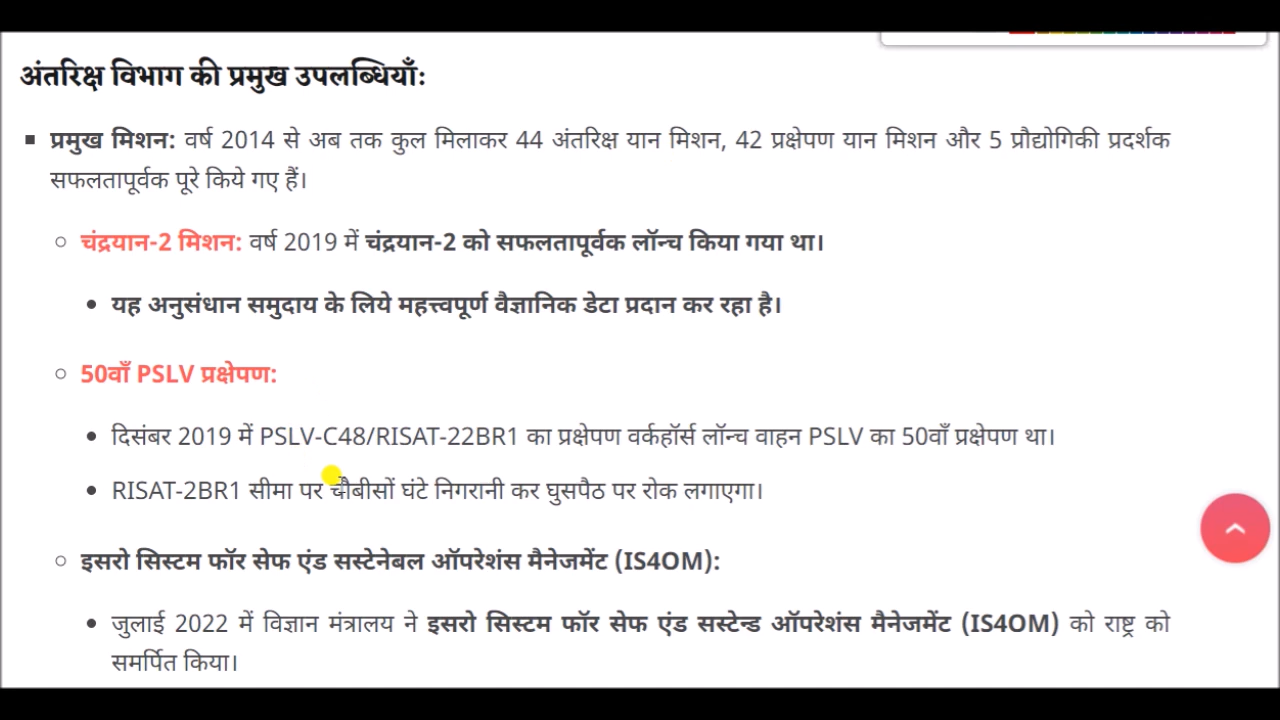 अंतरिक्ष विभाग की प्रमुख उपलब्धियाँ:
प्रमुख मिशन: वर्ष 2014 से अब तक कुल मिलाकर 44 अंतरिक्ष यान मिशन, 42 प्रक्षेपण यान मिशन और 5 प्रौद्योगिकी प्रदर्शक
सफलतापूर्वक पूरे किये गए हैं।
चंद्रयान-2 मिशन: वर्ष 2019 में चंद्रयान-2 को सफलतापूर्वक लॉन्च किया गया था।
यह अनुसंधान समुदाय के लिये महत्त्वपूर्ण वैज्ञानिक डेटा प्रदान कर रहा है।
50वाँ PSLV प्रक्षेपण:
दिसंबर 2019 में PSLV-C48/RISAT-22BR1 का प्रक्षेपण वर्कहॉर्स लॉन्च वाहन PSLV का 50वाँ प्रक्षेपण था।
RISAT-2BR1 सीमा पर चौबीसों घंटे निगरानी कर घुसपैठ पर रोक लगाएगा।
इसरो सिस्टम फॉर सेफ एंड सस्टेनेबल ऑपरेशंस मैनेजमेंट (IS4OM):
जुलाई 2022 में विज्ञान मंत्रालय ने इसरो सिस्टम फॉर सेफ एंड सस्टेन्ड ऑपरेशंस मैनेजमेंट (IS4OM) को राष्ट्र को
समर्पित किया।